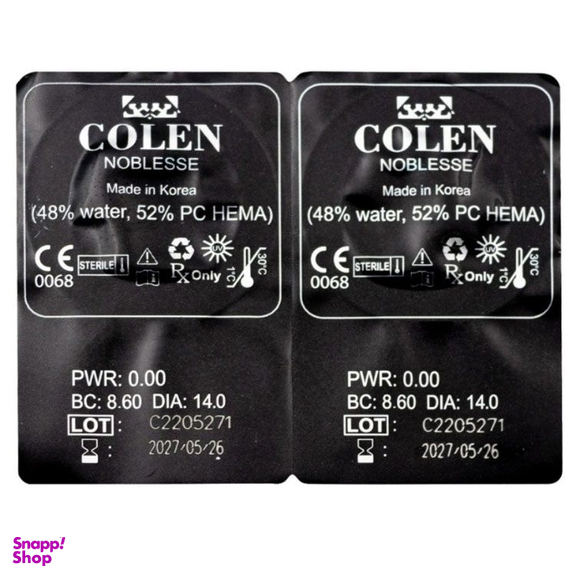 COLEN
NOBLESSE
Made in Korea
(48% water, 52% PC HEMA)
CE 0068
STERILE
UV
Rx Only
1°C
30°C
PWR: 0.00
BC: 8.60 DIA: 14.0
LOT : C2205271
: 2027/05/26
COLEN
NOBLESSE
Made in Korea
(48% water, 52% PC HEMA)
CE 0068
STERILE
UV
Rx Only
1°C
30°C
PWR: 0.00
BC: 8.60 DIA: 14.0
LOT : C2205271
: 2027/05/26
Snapp!
Shop